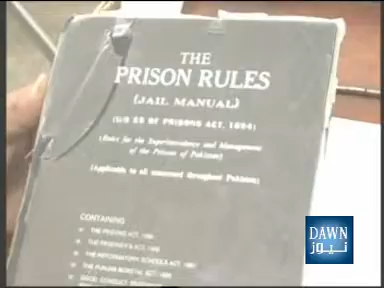 THE
PRISON RULES
(JAIL MANUAL)
(U/S 59 OF PRISONS ACT, 1894)
(Rules for the Superintendence and Management
of the Prisons of Pakistan)
(Applicable to all concerned throughout Pakistan)
CONTAINING
THE PRISONS ACT, 1894
THE PRISONERS ACT, 1900
THE REFORMATORY SCHOOLS ACT,
THE PUNJAB BORSTAL ACT,
GOOD CONDUCT
DAWN
نیوز